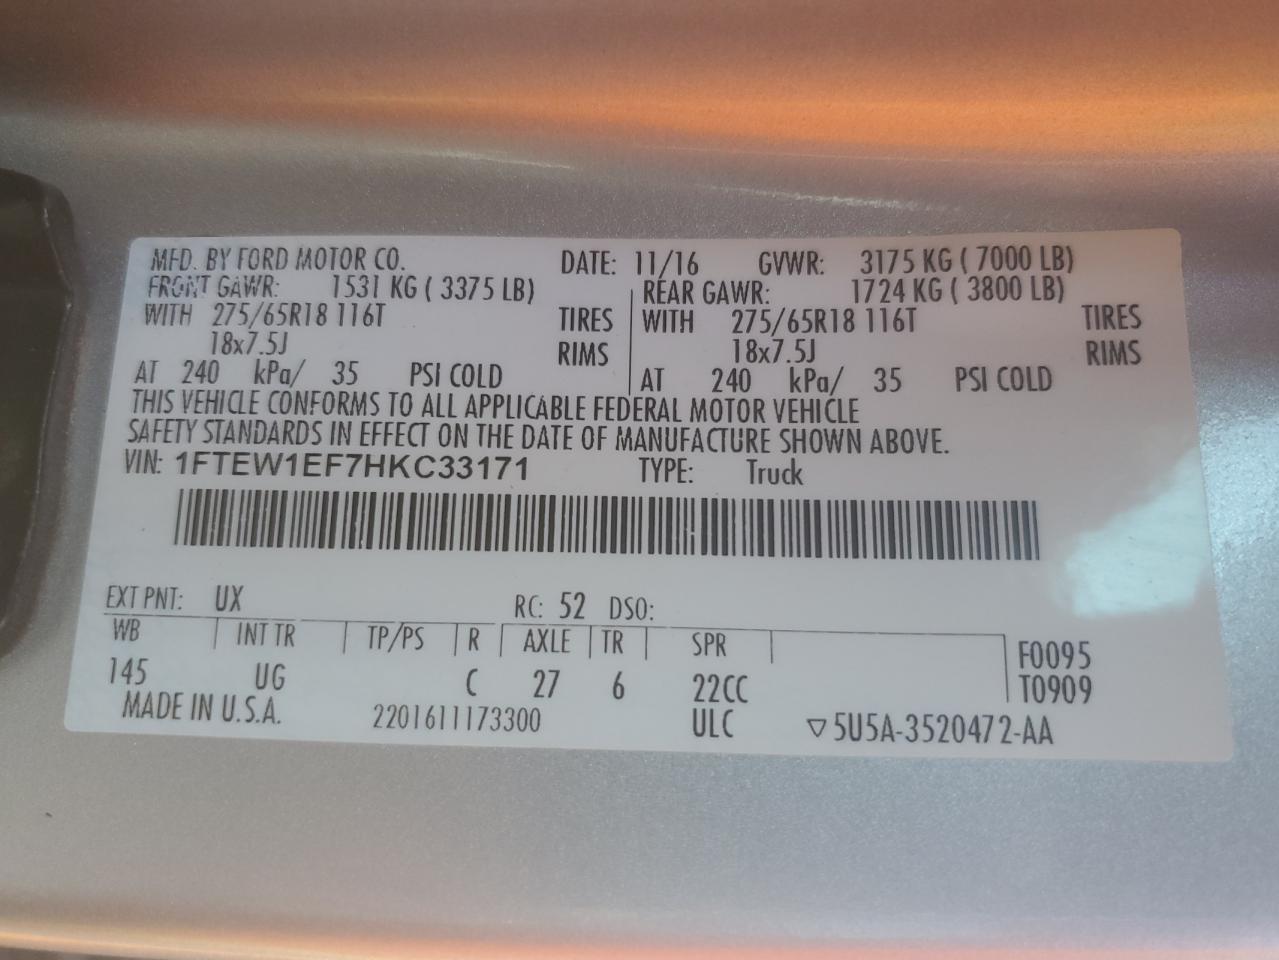 MFD. BY FORD MOTOR CO. DATE: 11/16 GVWR: 3175 KG ( 7000 LB)
FRONT GAWR: 1531 KG ( 3375 LB) REAR GAWR: 1724 KG ( 3800 LB)
WITH 275/65R18 116T TIRES WITH 275/65R18 116T TIRES
18x7.5J RIMS 18x7.5J RIMS
AT 240 kPa/ 35 PSI COLD AT 240 kPa/ 35 PSI COLD
THIS VEHICLE CONFORMS TO ALL APPLICABLE FEDERAL MOTOR VEHICLE
SAFETY STANDARDS IN EFFECT ON THE DATE OF MANUFACTURE SHOWN ABOVE.
VIN: 1FTEW1EF7HKC33171 TYPE: Truck
EXT PNT: UX RC: 52 DSO:
WB INT TR TP/PS R AXLE TR SPR F0095
145 UG C 27 6 22CC T0909
MADE IN U.S.A. 2201611173300 ULC ▽5U5A-3520472-AA